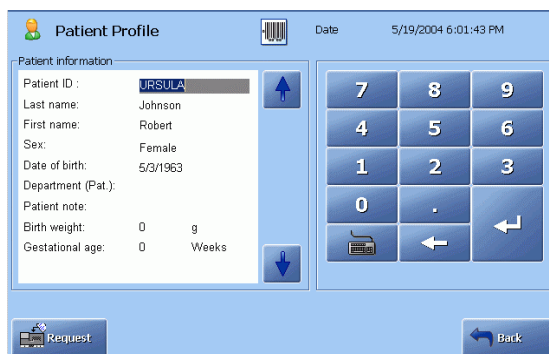 Patient Profile
Date 5/19/2004 6:01:43 PM
Patient information
Patient ID : URSULA
Last name: Johnson
First name: Robert
Sex: Female
Date of birth: 5/3/1963
Department (Pat.):
Patient note:
Birth weight: 0 g
Gestational age: 0 Weeks
7 8 9
4 5 6
1 2 3
0 .
Request
Back